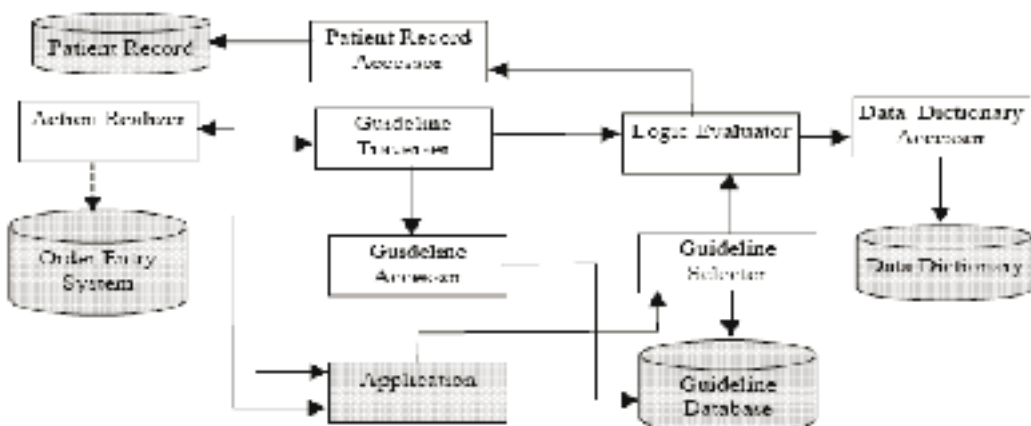 Patient Record
Patient Record
Accessor
Action Realizer
Guideline
Traverser
Logic Evaluator
Data Dictionary
Accessor
Order Entry
System
Guideline
Accessor
Guideline
Selector
Data Dictionary
Application
Guideline
Database